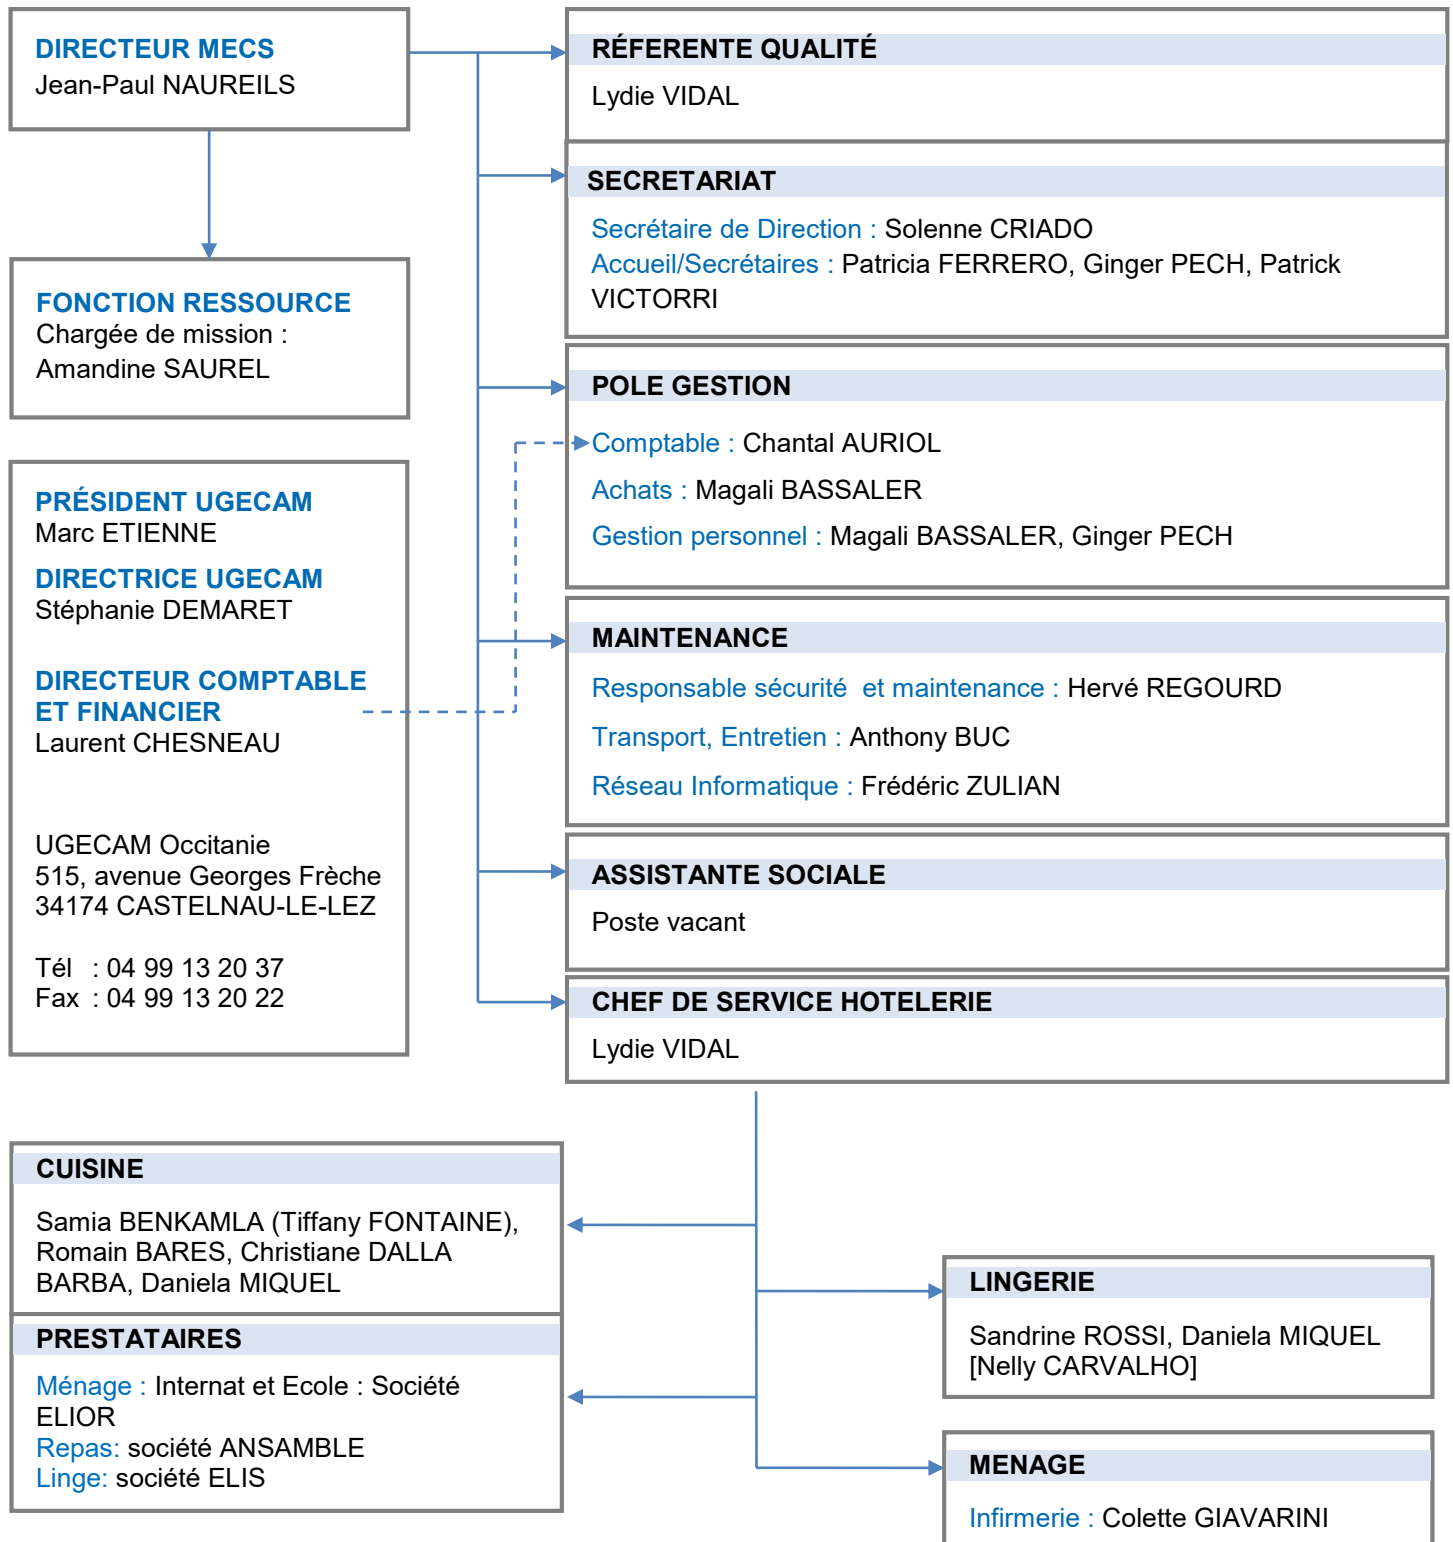 DIRECTEUR MECS
Jean-Paul NAUREILS
FONCTION RESSOURCE
Chargée de mission :
Amandine SAUREL
PRÉSIDENT UGECAM
Marc ETIENNE
DIRECTRICE UGECAM
Stéphanie DEMARET
DIRECTEUR COMPTABLE
ET FINANCIER
Laurent CHESNEAU
UGECAM Occitanie
515, avenue Georges Frèche
34174 CASTELNAU-LE-LEZ
Tél : 04 99 13 20 37
Fax : 04 99 13 20 22
RÉFERENTE QUALITÉ
Lydie VIDAL
SECRETARIAT
Secrétaire de Direction : Solenne CRIADO
Accueil/Secrétaires : Patricia FERRERO, Ginger PECH, Patrick
VICTORRI
POLE GESTION
Comptable : Chantal AURIOL
Achats : Magali BASSALER
Gestion personnel : Magali BASSALER, Ginger PECH
MAINTENANCE
Responsable sécurité et maintenance : Hervé REGOURD
Transport, Entretien : Anthony BUC
Réseau Informatique : Frédéric ZULIAN
ASSISTANTE SOCIALE
Poste vacant
CHEF DE SERVICE HOTELERIE
Lydie VIDAL
CUISINE
Samia BENKAMLA (Tiffany FONTAINE),
Romain BARES, Christiane DALLA
BARBA, Daniela MIQUEL
PRESTATAIRES
Ménage : Internat et Ecole : Société
ELIOR
Repas: société ANSAMBLE
Linge: société ELIS
LINGERIE
Sandrine ROSSI, Daniela MIQUEL
[Nelly CARVALHO]
MENAGE
Infirmerie : Colette GIAVARINI